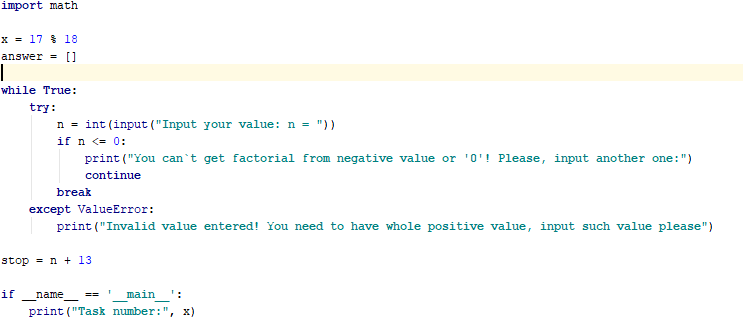 import math
x = 17 % 18
answer = []
while True:
try:
n = int(input("Input your value: n = "))
if n <= 0:
print("You can`t get factorial from negative value or '0'! Please, input another one:")
continue
break
except ValueError:
print("Invalid value entered! You need to have whole positive value, input such value please")
stop = n + 13
if __name__ == '__main__':
print("Task number:", x)